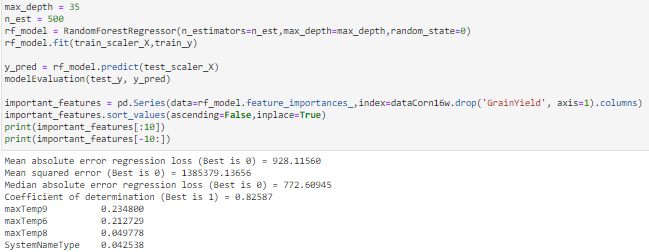 max_depth = 35
n_est = 500
rf_model = RandomForestRegressor(n_estimators=n_est,max_depth=max_depth,random_state=0)
rf_model.fit(train_scaler_X,train_y)
y_pred = rf_model.predict(test_scaler_X)
modelEvaluation(test_y, y_pred)
important_features = pd.Series(data=rf_model.feature_importances_,index=dataCorn16w.drop('GrainYield', axis=1).columns)
important_features.sort_values(ascending=False,inplace=True)
print(important_features[:10])
print(important_features[-10:])
Mean absolute error regression loss (Best is 0) = 928.11560
Mean squared error (Best is 0) = 1385379.13656
Median absolute error regression loss (Best is 0) = 772.60945
Coefficient of determination (Best is 1) = 0.82587
maxTemp9 0.234800
maxTemp6 0.212729
maxTemp8 0.049778
SystemNameType 0.042538